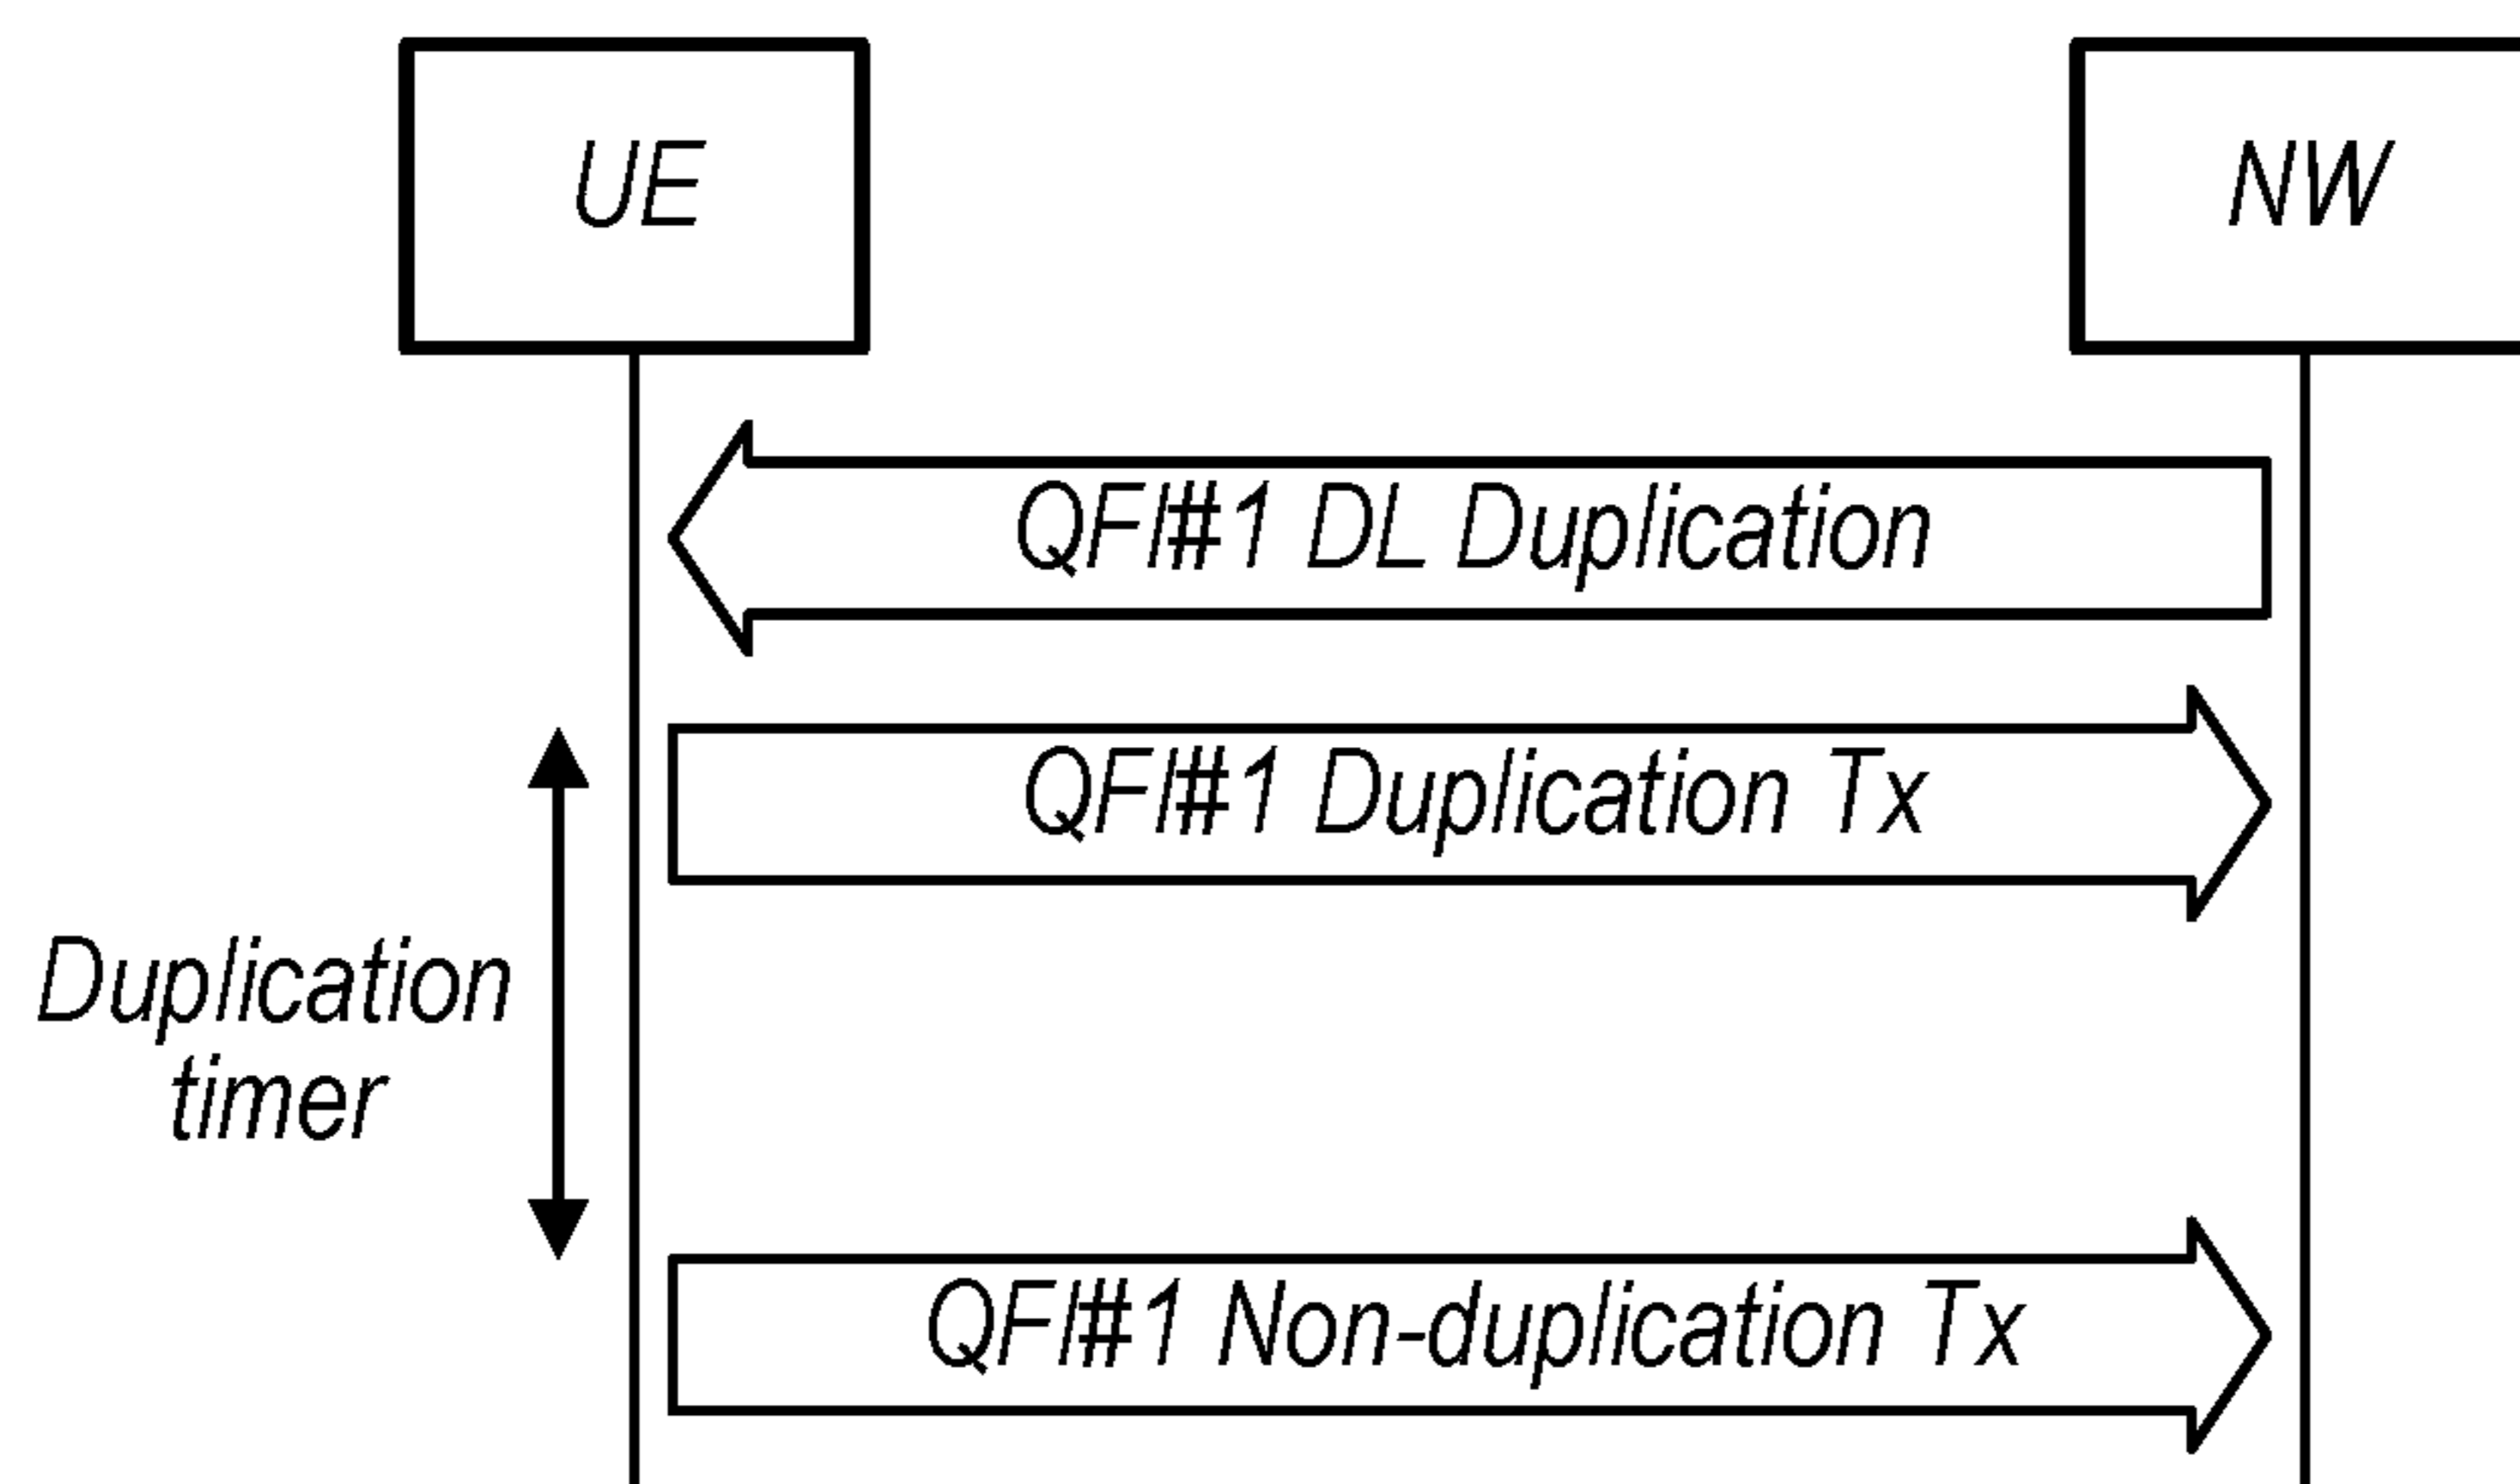 UE
NW
QFI#1 DL Duplication
QFI#1 Duplication Tx
Duplication
timer
QFI#1 Non-duplication Tx